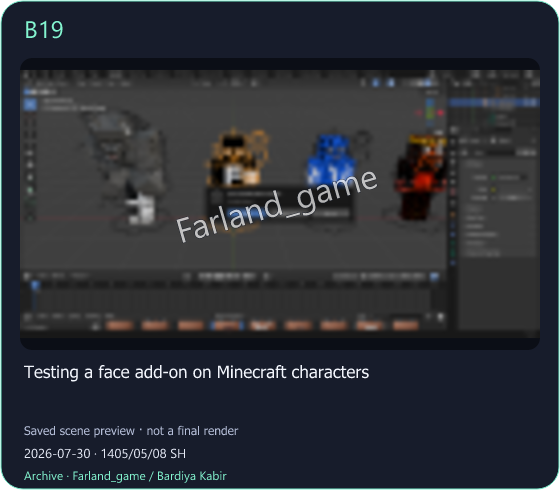 B19
Farland_game
Testing a face add-on on Minecraft characters
Saved scene preview · not a final render
2026-07-30 · 1405/05/08 SH
Archive · Farland_game / Bardiya Kabir